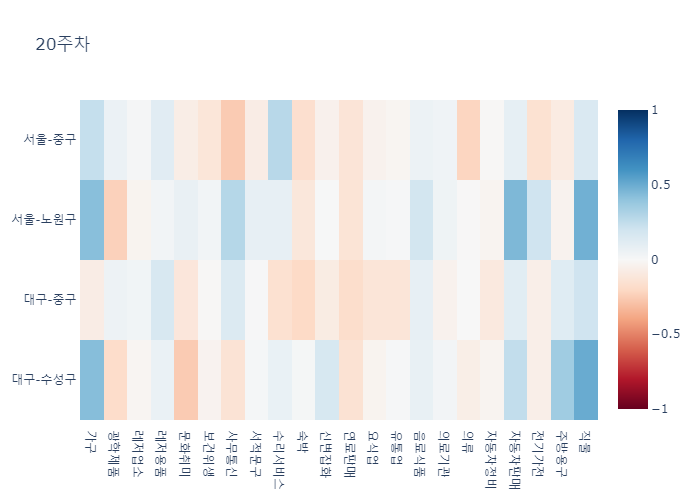 20주차
서울-중구
서울-노원구
대구-중구
대구-수성구
가구
광학제품
레저업소
레저용품
문화취미
보건위생
사무통신
서적문구
수리서비스
숙박
신변잡화
연료판매
요식업
유통업
음료식품
의료기관
의류
자동차정비
자동차판매
전기가전
주방용구
직물
1
0.5
0
−0.5
−1